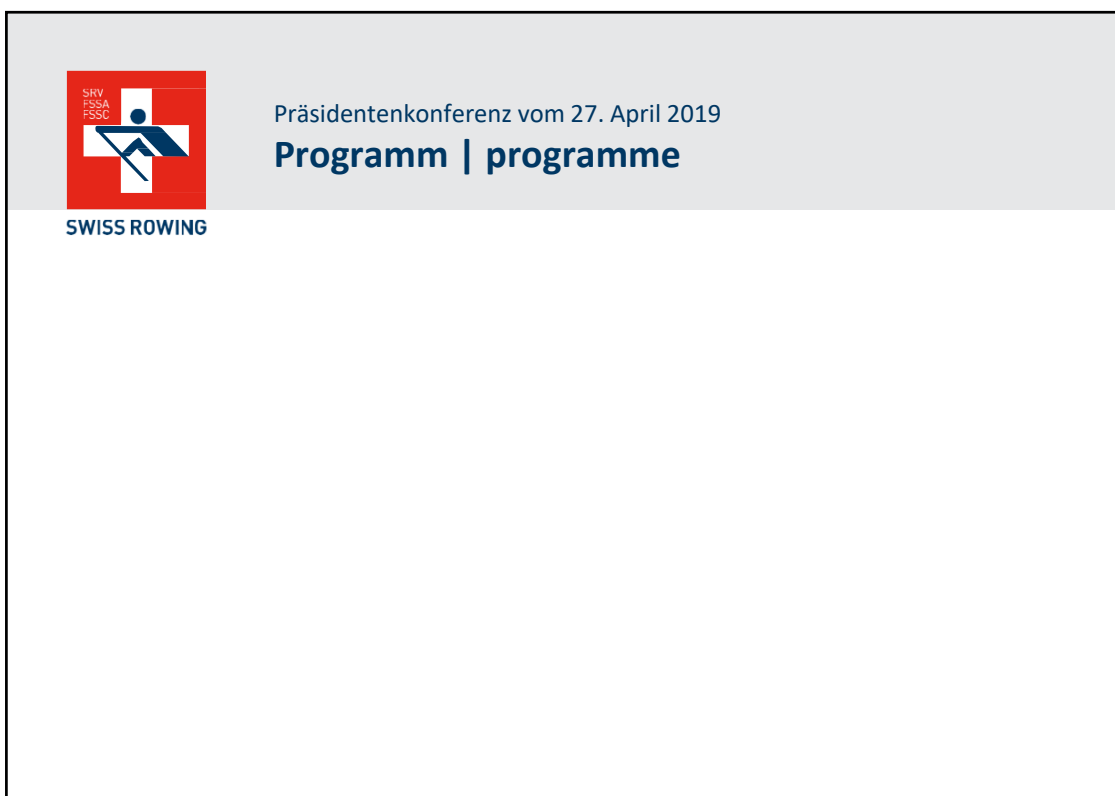 SRV
FSSA
FSSC
Präsidentenkonferenz vom 27. April 2019
Programm | programme
SWISS ROWING